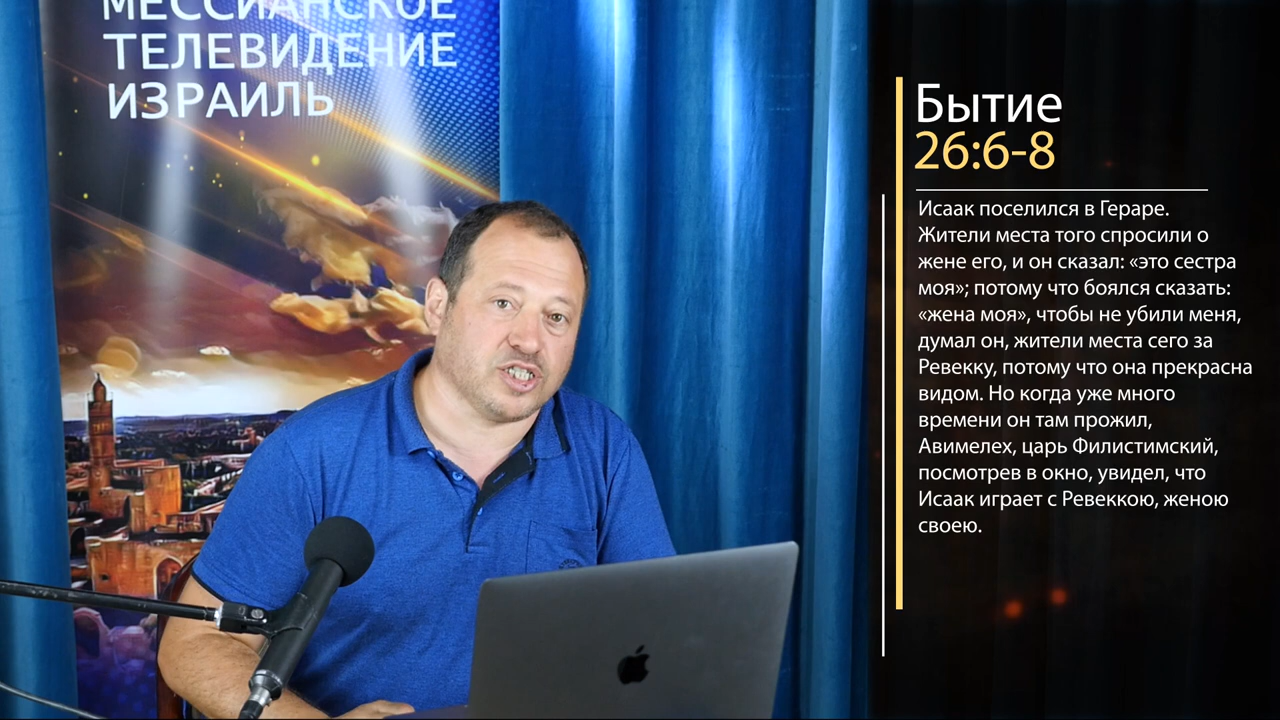 МЕССИАНСКОЕ
ТЕЛЕВИДЕНИЕ
ИЗРАИЛЬ
Бытие
26:6-8
Исаак поселился в Гераре.
Жители места того спросили о
жене его, и он сказал: «это сестра
моя»; потому что боялся сказать:
«жена моя», чтобы не убили меня,
думал он, жители места сего за
Ревекку, потому что она прекрасна
видом. Но когда уже много
времени он там прожил,
Авимелех, царь Филистимский,
посмотрев в окно, увидел, что
Исаак играет с Ревеккою, женою
своею.